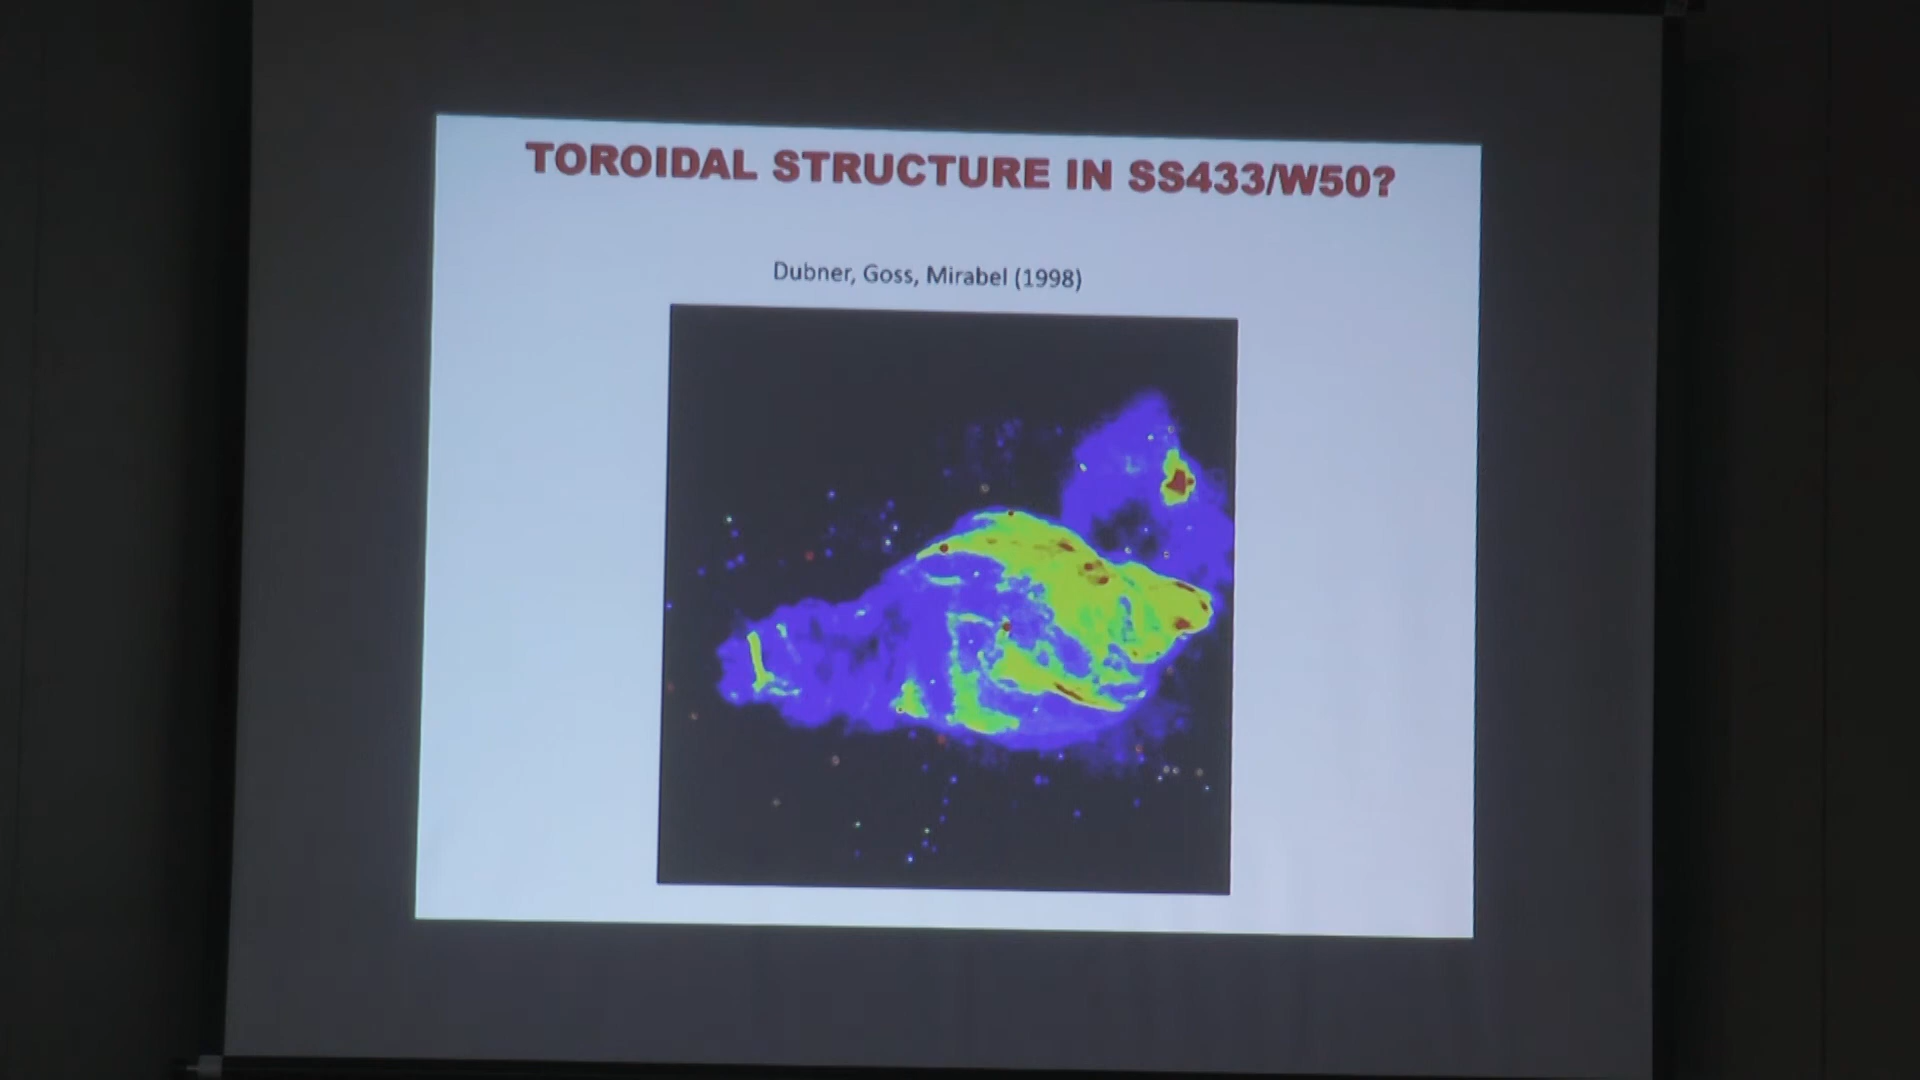 TOROIDAL STRUCTURE IN SS433/W50?
Dubner, Goss, Mirabel (1998)